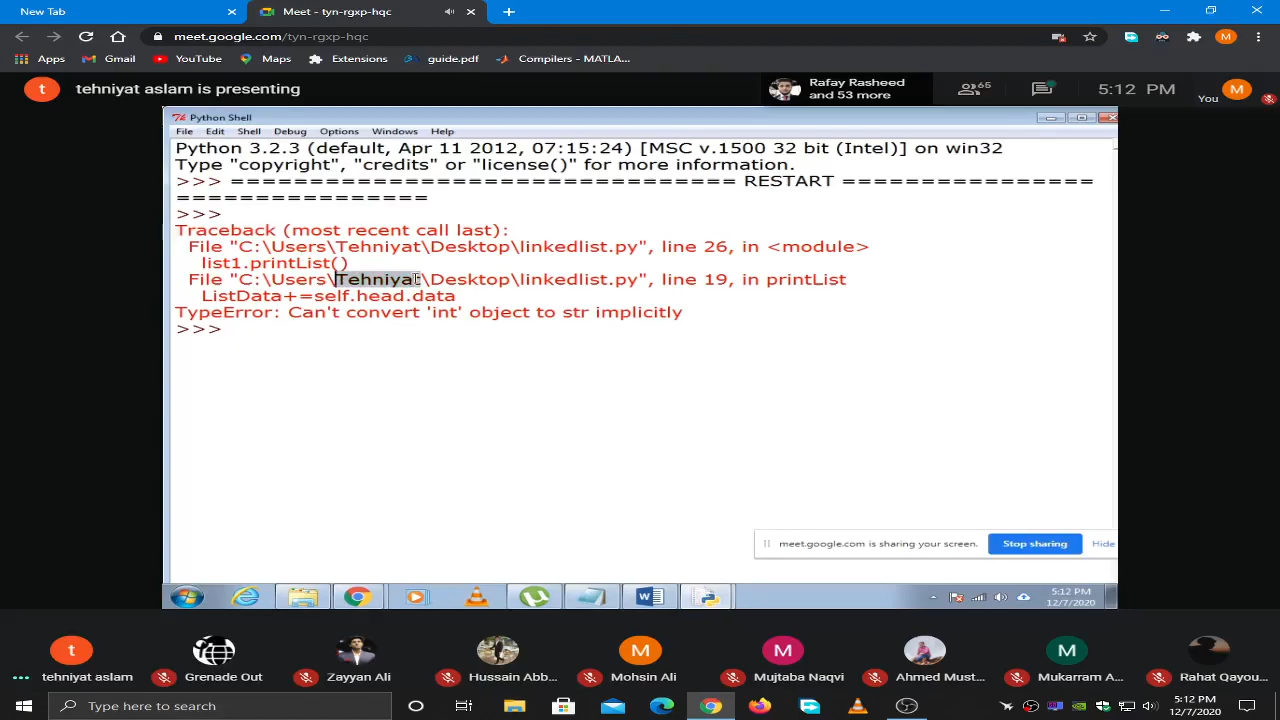 New Tab
Meet - tyn-rgxp-hqc
meet.google.com/tyn-rgxp-hqc
M
Apps
Gmail
YouTube
Maps
Extensions
guide.pdf
Compilers - MATLA...
t
tehniyat aslam is presenting
Rafay Rasheed
and 53 more
65
5:12 PM
You
M
Python Shell
File Edit Shell Debug Options Windows Help
Python 3.2.3 (default, Apr 11 2012, 07:15:24) [MSC v.1500 32 bit (Intel)] on win32
Type "copyright", "credits" or "license()" for more information.
>>> ================================ RESTART ================
================
>>>
Traceback (most recent call last):
File "C:\Users\Tehniyat\Desktop\linkedlist.py", line 26, in <module>
list1.printList()
File "C:\Users\Tehniyat\Desktop\linkedlist.py", line 19, in printList
ListData+=self.head.data
TypeError: Can't convert 'int' object to str implicitly
>>>
meet.google.com is sharing your screen.
Stop sharing
Hide
5:12 PM
12/7/2020
t
M
M
M
tehniyat aslam
Grenade Out
Zayyan Ali
Hussain Abb...
Mohsin Ali
Mujtaba Naqvi
Ahmed Must...
Mukarram A...
Rahat Qayou...
Type here to search
5:12 PM
12/7/2020